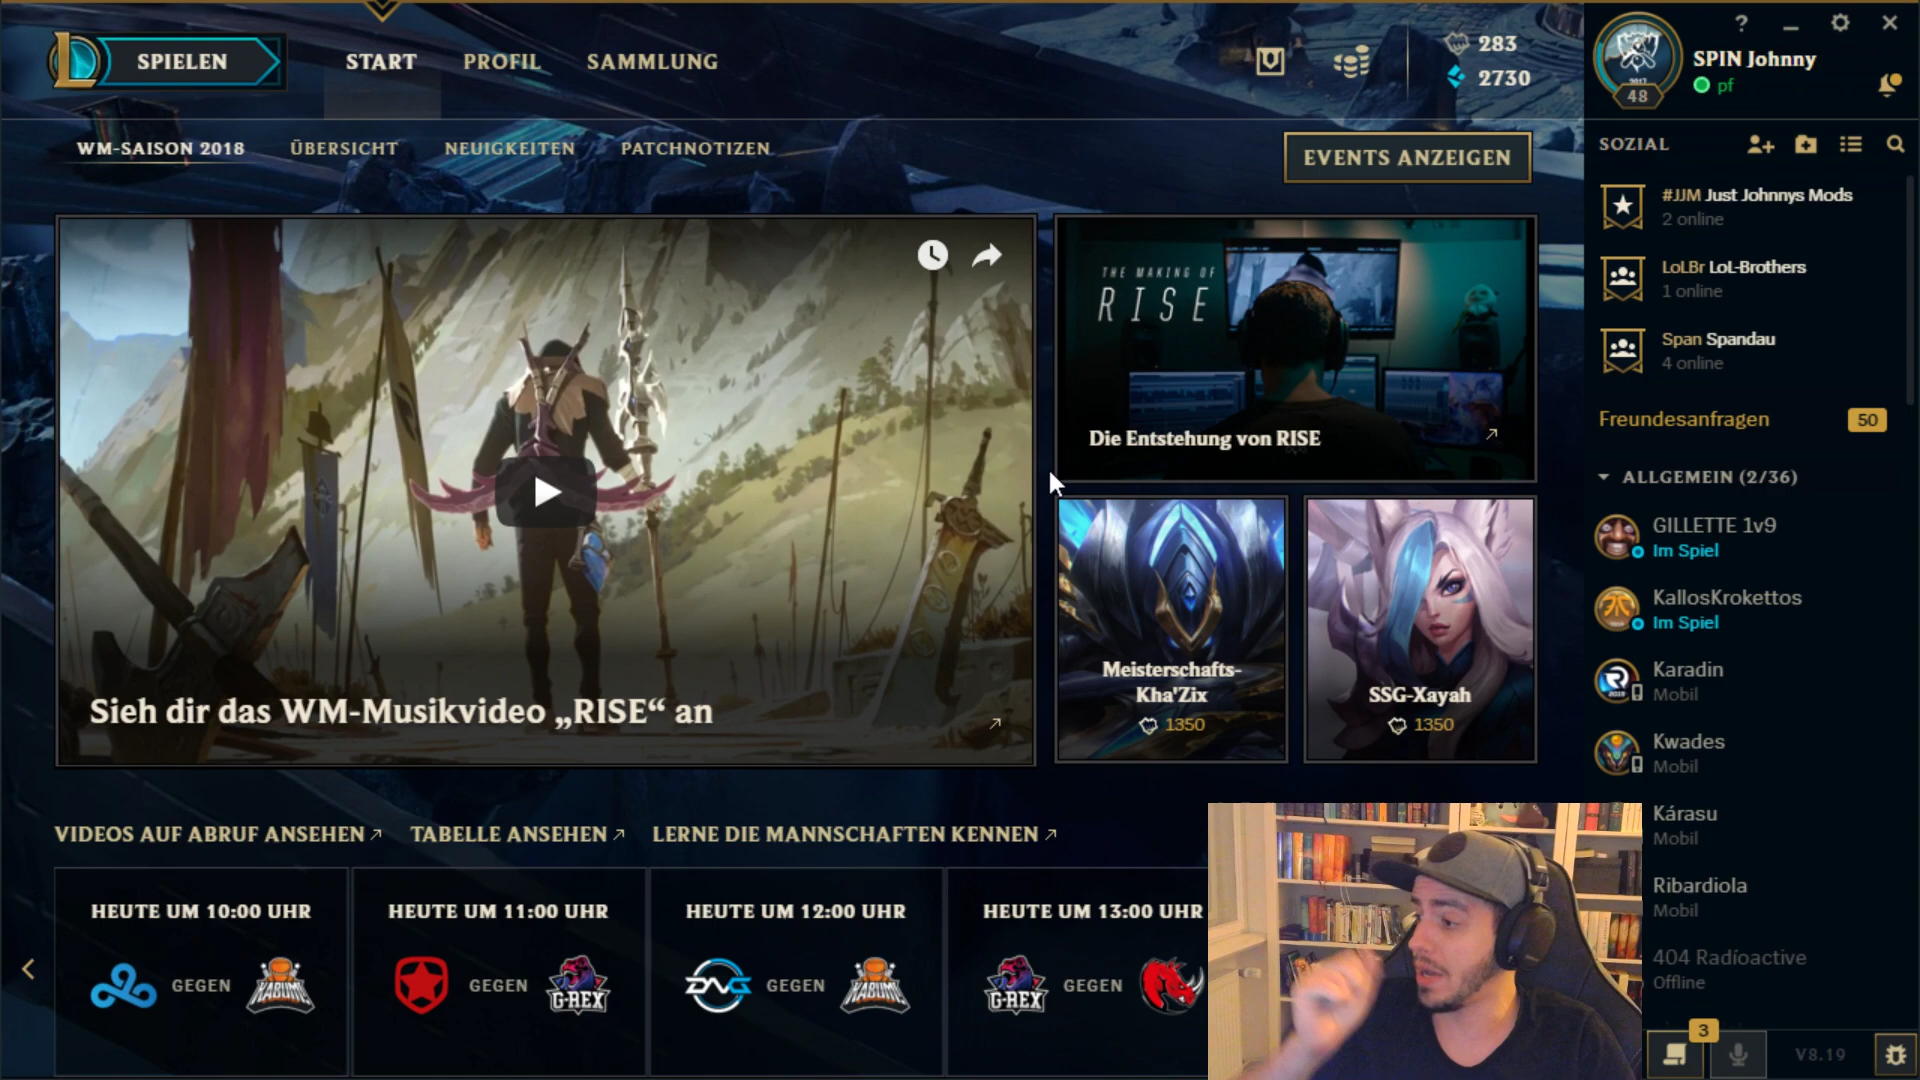 SPIELEN
START
PROFIL
SAMMLUNG
283
2730
?
2017
48
SPIN Johnny
pf
WM-SAISON 2018
ÜBERSICHT
NEUIGKEITEN
PATCHNOTIZEN
EVENTS ANZEIGEN
SOZIAL
#JJM Just Johnnys Mods
2 online
LoLBr LoL-Brothers
1 online
Span Spandau
4 online
Freundesanfragen
50
ALLGEMEIN (2/36)
GILLETTE 1v9
Im Spiel
KallosKrokettos
Im Spiel
Karadin
Mobil
Kwades
Mobil
Kárasu
Mobil
Ribardiola
Mobil
404 Radíoactive
Offline
3
V8.19
Sieh dir das WM-Musikvideo „RISE“ an
THE MAKING OF
RISE
Die Entstehung von RISE
Meisterschafts-
Kha'Zix
1350
SSG-Xayah
1350
VIDEOS AUF ABRUF ANSEHEN
TABELLE ANSEHEN
LERNE DIE MANNSCHAFTEN KENNEN
HEUTE UM 10:00 UHR
GEGEN
KABUM!
HEUTE UM 11:00 UHR
GEGEN
G-REX
HEUTE UM 12:00 UHR
GEGEN
KABUM!
HEUTE UM 13:00 UHR
G-REX
GEGEN